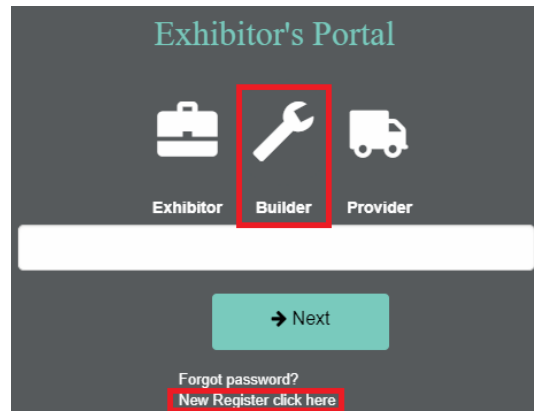 Exhibitor's Portal
Exhibitor Builder Provider
Next
Forgot password?
New Register click here